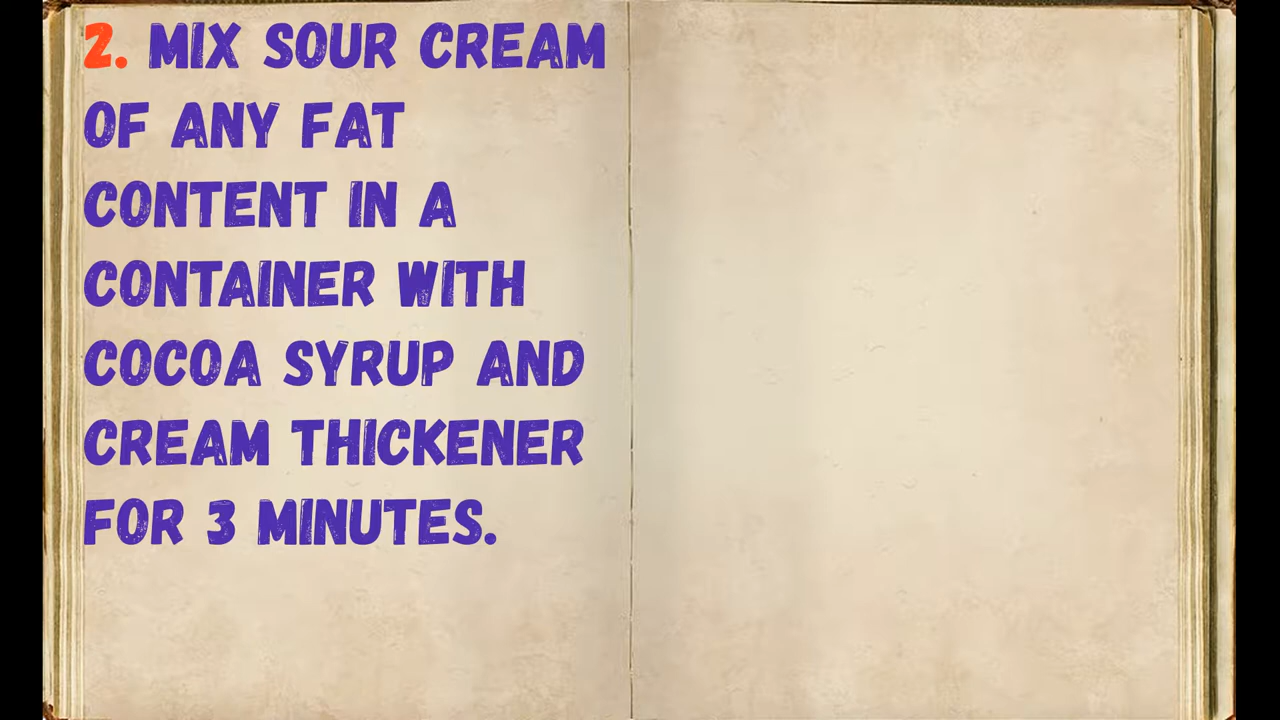 2. MIX SOUR CREAM
OF ANY FAT
CONTENT IN A
CONTAINER WITH
COCOA SYRUP AND
CREAM THICKENER
FOR 3 MINUTES.